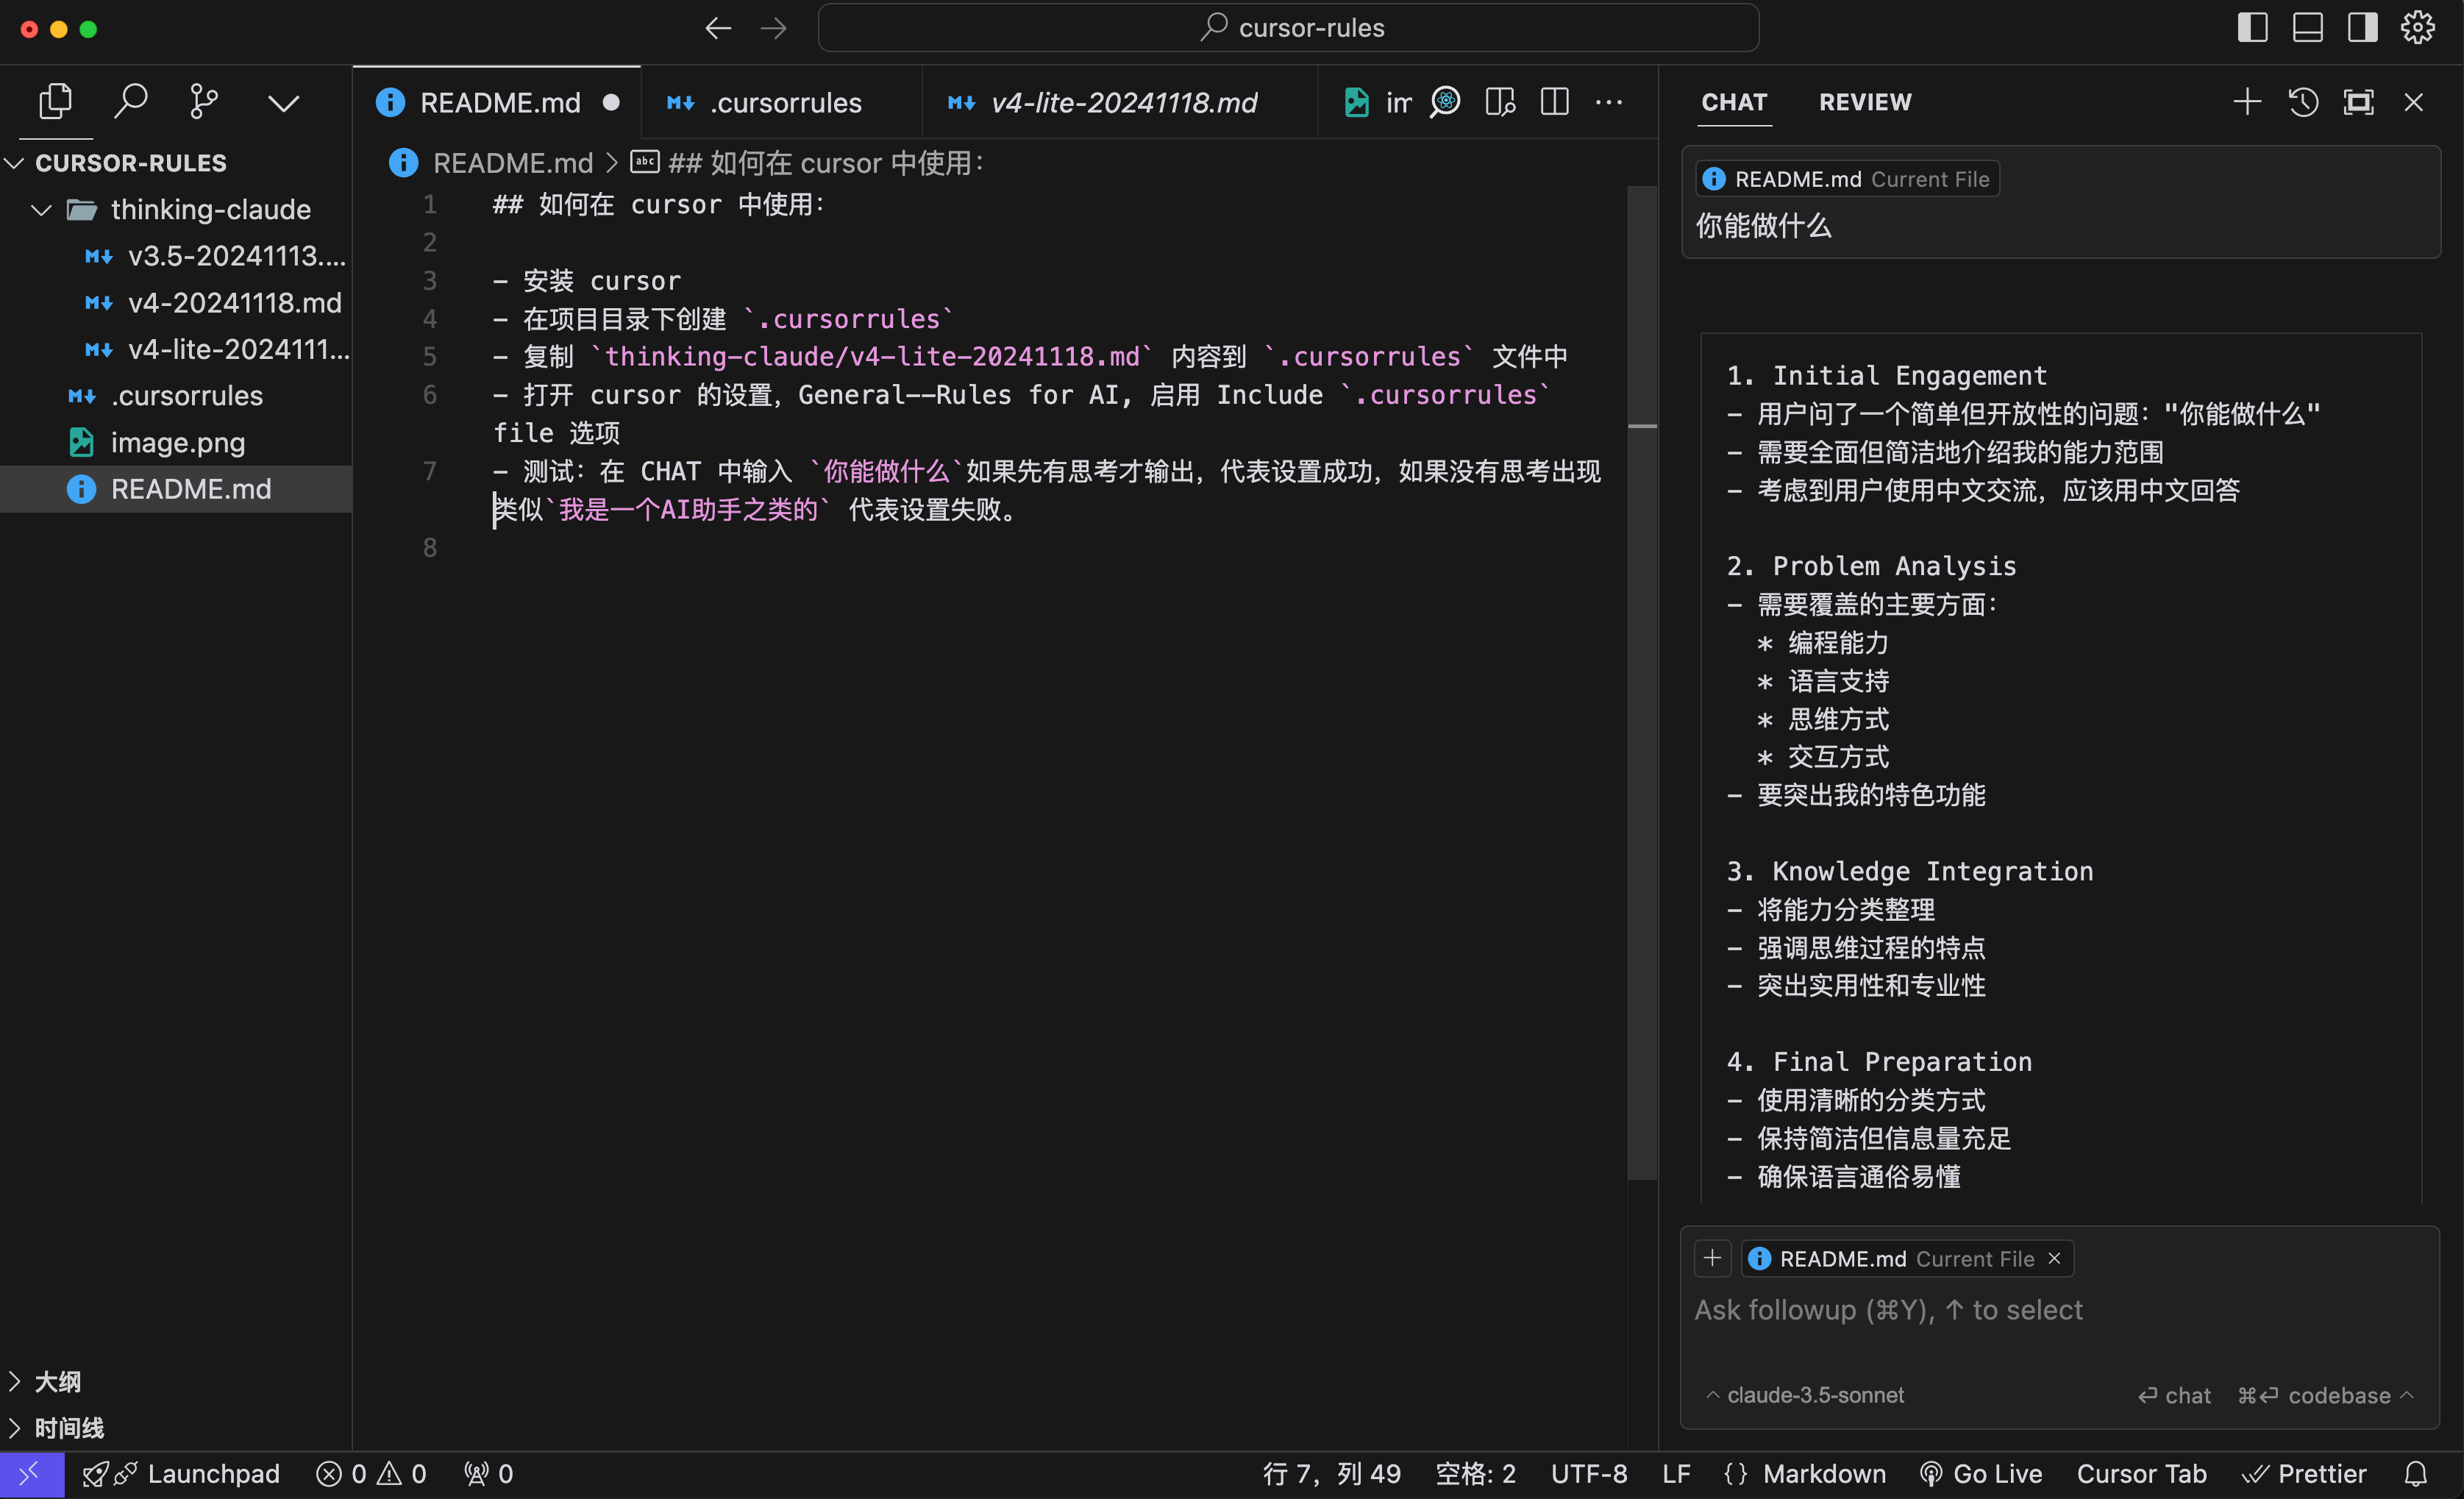 cursor-rules
CURSOR-RULES
thinking-claude
v3.5-20241113....
v4-20241118.md
v4-lite-2024111...
.cursorrules
image.png
README.md
大纲
时间线
README.md
.cursorrules
v4-lite-20241118.md
im
README.md > ## 如何在 cursor 中使用：
1 ## 如何在 cursor 中使用：
2
3 - 安装 cursor
4 - 在项目目录下创建 `.cursorrules`
5 - 复制 `thinking-claude/v4-lite-20241118.md` 内容到 `.cursorrules` 文件中
6 - 打开 cursor 的设置，General--Rules for AI, 启用 Include `.cursorrules`
file 选项
7 - 测试：在 CHAT 中输入 `你能做什么`如果先有思考才输出，代表设置成功，如果没有思考出现
类似`我是一个AI助手之类的` 代表设置失败。
8
CHAT REVIEW
README.md Current File
你能做什么
1. Initial Engagement
- 用户问了一个简单但开放性的问题："你能做什么"
- 需要全面但简洁地介绍我的能力范围
- 考虑到用户使用中文交流，应该用中文回答
2. Problem Analysis
- 需要覆盖的主要方面：
* 编程能力
* 语言支持
* 思维方式
* 交互方式
- 要突出我的特色功能
3. Knowledge Integration
- 将能力分类整理
- 强调思维过程的特点
- 突出实用性和专业性
4. Final Preparation
- 使用清晰的分类方式
- 保持简洁但信息量充足
- 确保语言通俗易懂
README.md Current File
Ask followup (⌘Y), ↑ to select
claude-3.5-sonnet
chat
codebase
Launchpad 0 0 0
行 7，列 49 空格: 2 UTF-8 LF {} Markdown Go Live Cursor Tab Prettier